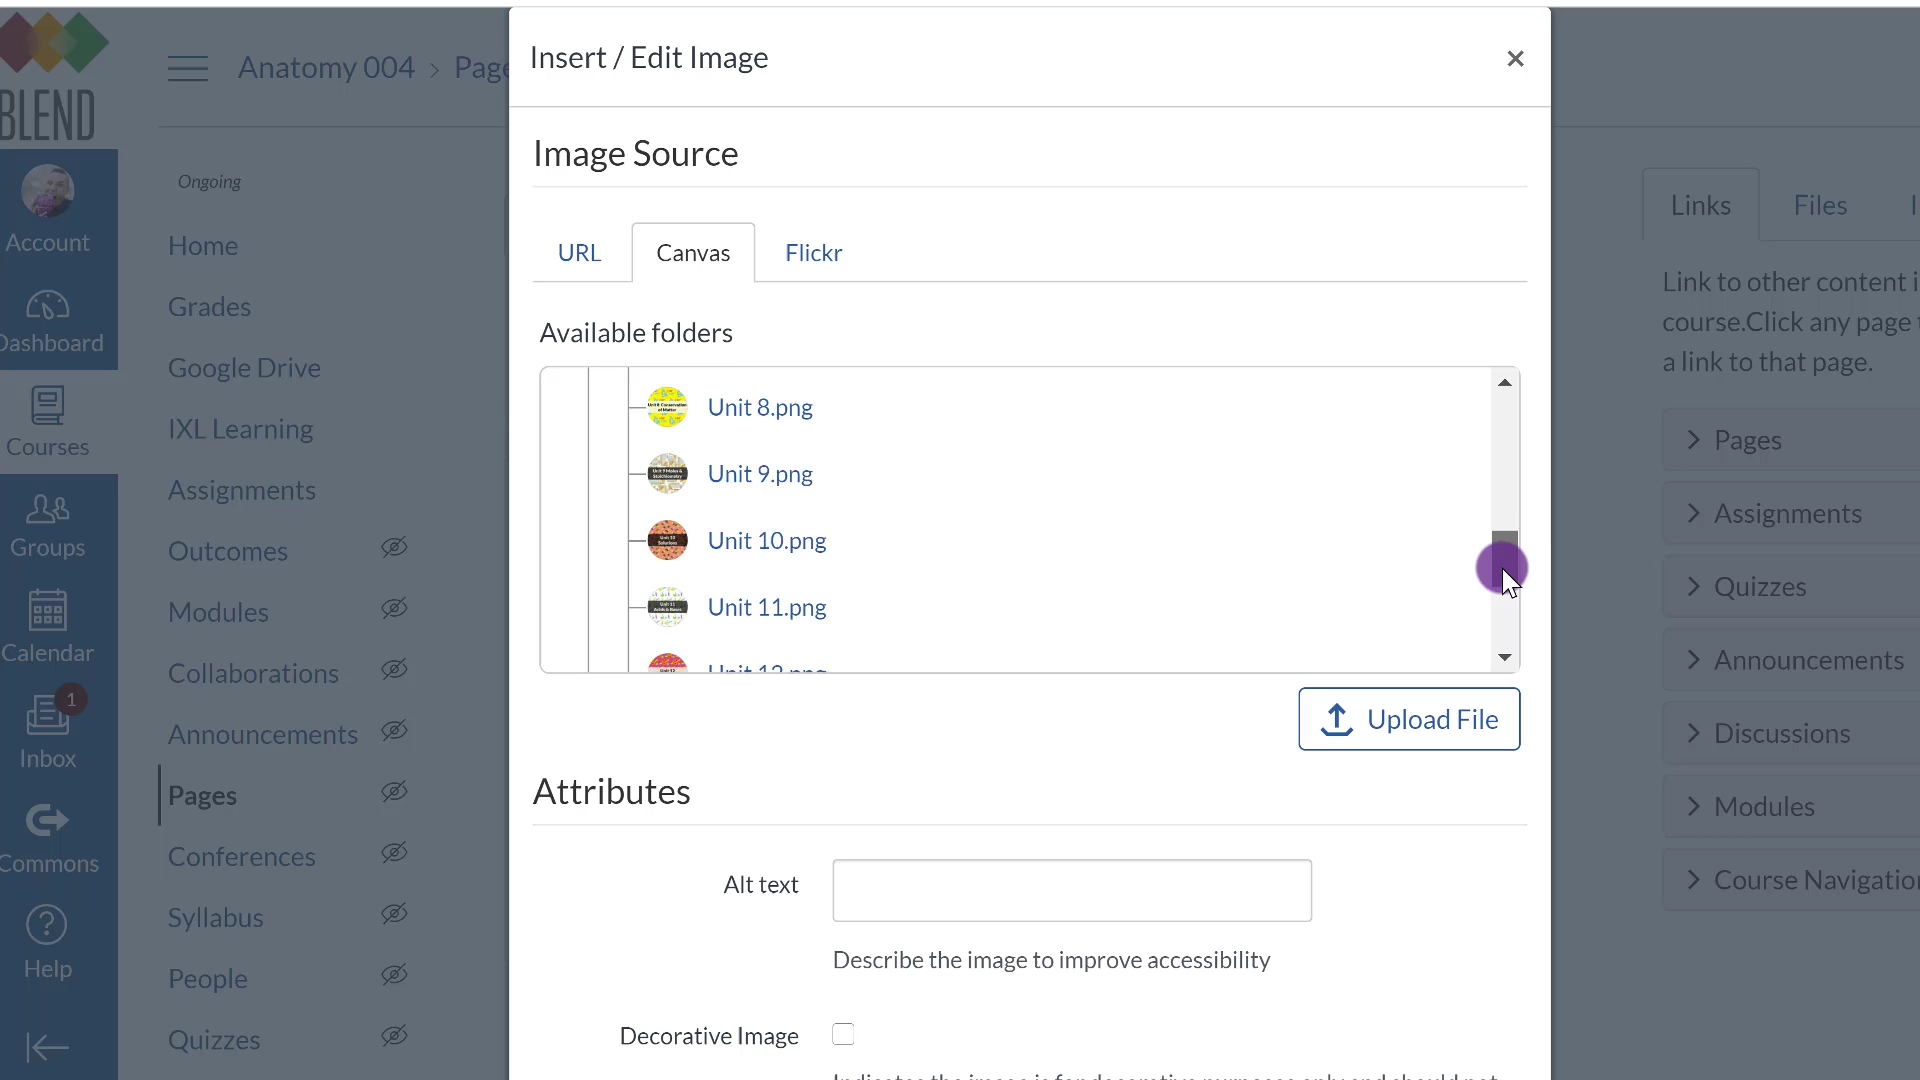 BLEND
Account
Dashboard
Courses
Groups
Calendar
1
Inbox
Commons
Help
Anatomy 004 › Page
Ongoing
Home
Grades
Google Drive
IXL Learning
Assignments
Outcomes
Modules
Collaborations
Announcements
Pages
Conferences
Syllabus
People
Quizzes
Insert / Edit Image
Image Source
URL Canvas Flickr
Available folders
Unit 8.png
Unit 9.png
Unit 10.png
Unit 11.png
Upload File
Attributes
Alt text
Describe the image to improve accessibility
Decorative Image
Links Files
Link to other content i
course.Click any page
a link to that page.
Pages
Assignments
Quizzes
Announcements
Discussions
Modules
Course Navigation